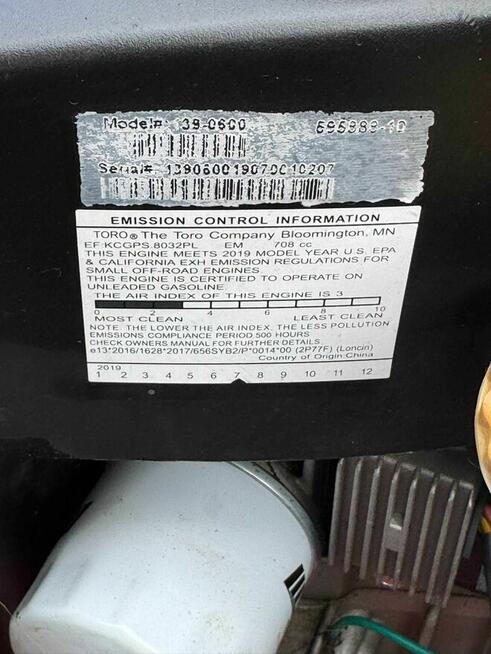 Model#: 139-0600 595989-10
Serial#: 139060019070010207
EMISSION CONTROL INFORMATION
TORO® The Toro Company Bloomington, MN
EF:KCGPS.8032PL EM 708 cc
THIS ENGINE MEETS 2019 MODEL YEAR U.S. EPA
& CALIFORNIA EXH EMISSION REGULATIONS FOR
SMALL OFF-ROAD ENGINES.
THIS ENGINE IS CERTIFIED TO OPERATE ON
UNLEADED GASOLINE.
THE AIR INDEX OF THIS ENGINE IS 3
0 2 4 6 8 10
MOST CLEAN LEAST CLEAN
NOTE. THE LOWER THE AIR INDEX, THE LESS POLLUTION
EMISSIONS COMPLIANCE PERIOD:500 HOURS
CHECK OWNERS MANUAL FOR FURTHER DETAILS.
e13*2016/1628*2017/656SYB2/P*0014*00 (2P77F) (Loncin)
Country of Origin:China
2019
1 2 3 4 5 6 7 8 9 10 11 12